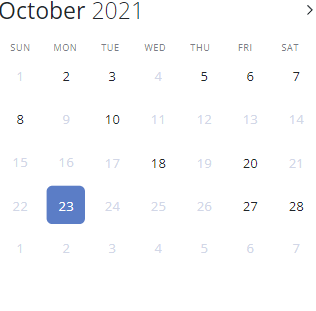 October 2021
SUN MON TUE WED THU FRI SAT
1 2 3 4 5 6 7
8 9 10 11 12 13 14
15 16 17 18 19 20 21
22 23 24 25 26 27 28
1 2 3 4 5 6 7